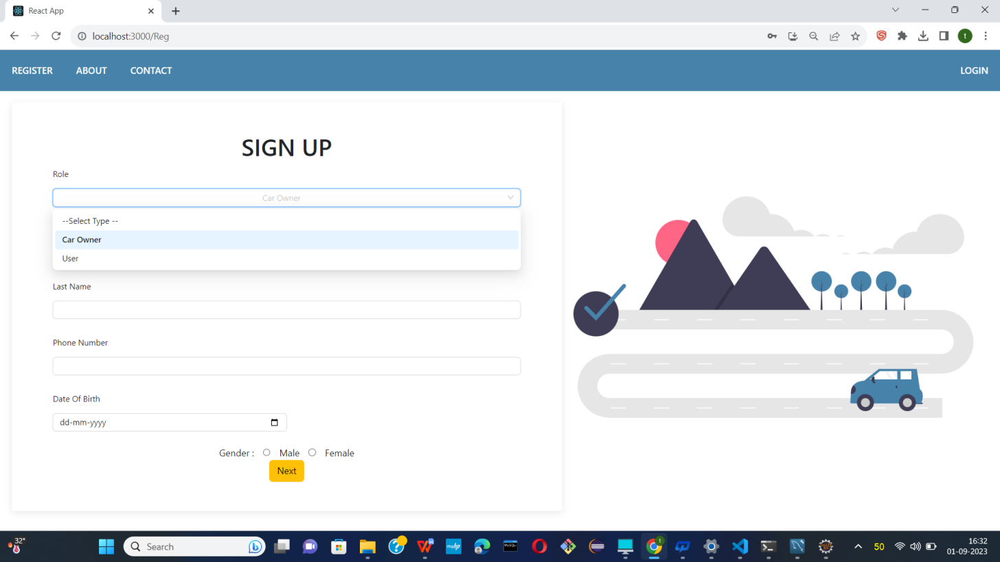 React App
localhost:3000/Reg
t
REGISTER ABOUT CONTACT LOGIN
SIGN UP
Role
Car Owner
--Select Type --
Car Owner
User
Last Name
Phone Number
Date Of Birth
dd-mm-yyyy
Gender : Male Female
Next
32°
Search
myhp
MySQL
t
50
16:32
01-09-2023